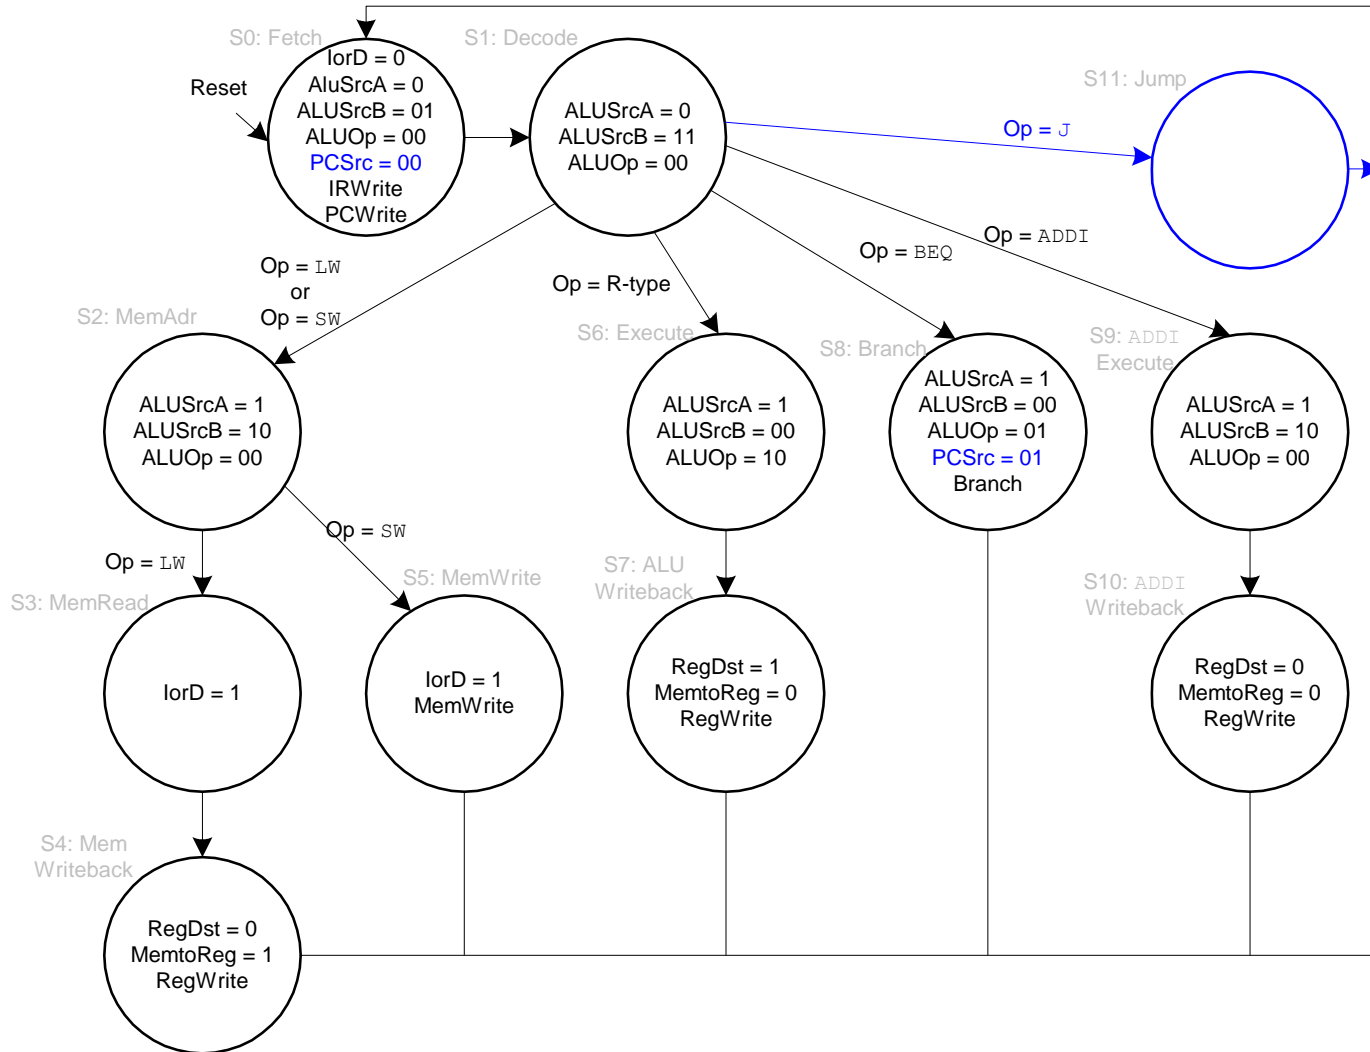 S0: Fetch
S1: Decode
S11: Jump
Reset
IorD = 0
AluSrcA = 0
ALUSrcB = 01
ALUOp = 00
PCSrc = 00
IRWrite
PCWrite
ALUSrcA = 0
ALUSrcB = 11
ALUOp = 00
Op = J
Op = LW
or
Op = SW
Op = R-type
Op = BEQ
Op = ADDI
S2: MemAdr
S6: Execute
S8: Branch
S9: ADDI
Execute
ALUSrcA = 1
ALUSrcB = 10
ALUOp = 00
ALUSrcA = 1
ALUSrcB = 00
ALUOp = 10
ALUSrcA = 1
ALUSrcB = 00
ALUOp = 01
PCSrc = 01
Branch
ALUSrcA = 1
ALUSrcB = 10
ALUOp = 00
Op = LW
Op = SW
S3: MemRead
S5: MemWrite
S7: ALU
Writeback
S10: ADDI
Writeback
IorD = 1
IorD = 1
MemWrite
RegDst = 1
MemtoReg = 0
RegWrite
RegDst = 0
MemtoReg = 0
RegWrite
S4: Mem
Writeback
RegDst = 0
MemtoReg = 1
RegWrite